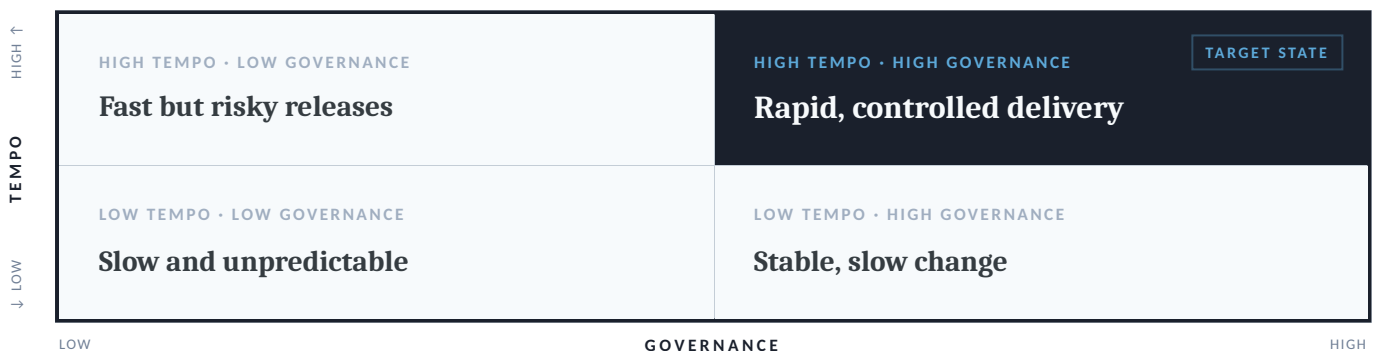 HIGH TEMPO · LOW GOVERNANCE
Fast but risky releases
HIGH TEMPO · HIGH GOVERNANCE
TARGET STATE
Rapid, controlled delivery
LOW TEMPO · LOW GOVERNANCE
Slow and unpredictable
LOW TEMPO · HIGH GOVERNANCE
Stable, slow change
HIGH ↑
TEMPO
↓ LOW
LOW
GOVERNANCE
HIGH